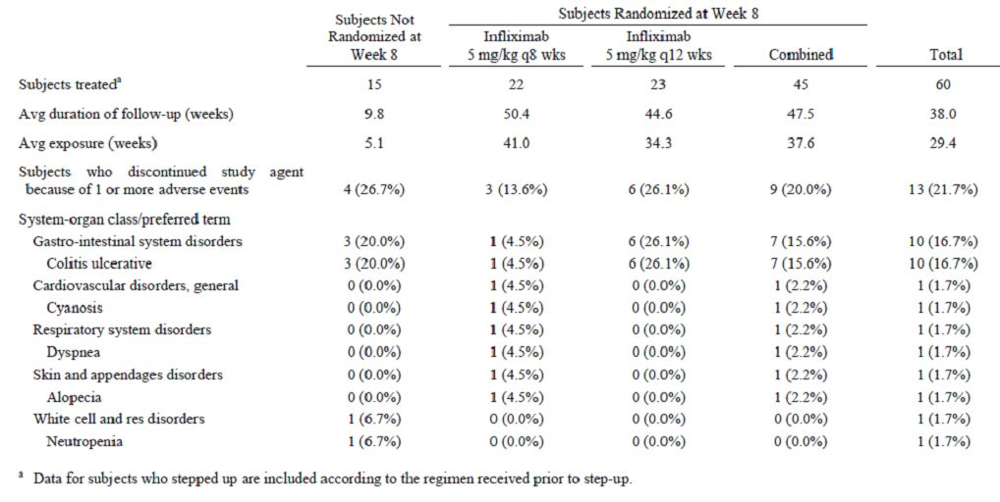 Subjects Randomized at Week 8
Subjects Not Randomized at Week 8 Infliximab 5 mg/kg q8 wks Infliximab 5 mg/kg q12 wks Combined Total
Subjects treatedᵃ 15 22 23 45 60
Avg duration of follow-up (weeks) 9.8 50.4 44.6 47.5 38.0
Avg exposure (weeks) 5.1 41.0 34.3 37.6 29.4
Subjects who discontinued study agent
because of 1 or more adverse events 4 (26.7%) 3 (13.6%) 6 (26.1%) 9 (20.0%) 13 (21.7%)
System-organ class/preferred term
Gastro-intestinal system disorders 3 (20.0%) 1 (4.5%) 6 (26.1%) 7 (15.6%) 10 (16.7%)
Colitis ulcerative 3 (20.0%) 1 (4.5%) 6 (26.1%) 7 (15.6%) 10 (16.7%)
Cardiovascular disorders, general 0 (0.0%) 1 (4.5%) 0 (0.0%) 1 (2.2%) 1 (1.7%)
Cyanosis 0 (0.0%) 1 (4.5%) 0 (0.0%) 1 (2.2%) 1 (1.7%)
Respiratory system disorders 0 (0.0%) 1 (4.5%) 0 (0.0%) 1 (2.2%) 1 (1.7%)
Dyspnea 0 (0.0%) 1 (4.5%) 0 (0.0%) 1 (2.2%) 1 (1.7%)
Skin and appendages disorders 0 (0.0%) 1 (4.5%) 0 (0.0%) 1 (2.2%) 1 (1.7%)
Alopecia 0 (0.0%) 1 (4.5%) 0 (0.0%) 1 (2.2%) 1 (1.7%)
White cell and res disorders 1 (6.7%) 0 (0.0%) 0 (0.0%) 0 (0.0%) 1 (1.7%)
Neutropenia 1 (6.7%) 0 (0.0%) 0 (0.0%) 0 (0.0%) 1 (1.7%)
ᵃ Data for subjects who stepped up are included according to the regimen received prior to step-up.